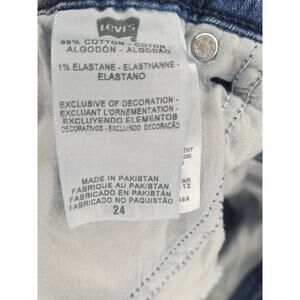 Levi's
99% COTTON - COTON -
ALGODÓN - ALGODÃO
1% ELASTANE - ELASTHANNE -
ELASTANO
EXCLUSIVE OF DECORATION -
EXCLUANT L'ORNEMENTATION -
EXCLUYENDO ELEMENTOS
DECORATIVOS - EXCLUINDO DECORAÇÃO
MADE IN PAKISTAN
FABRIQUE AU PAKISTAN
FABRICADO EN PAKISTÁN
FABRICADO NO PAQUISTÃO
24